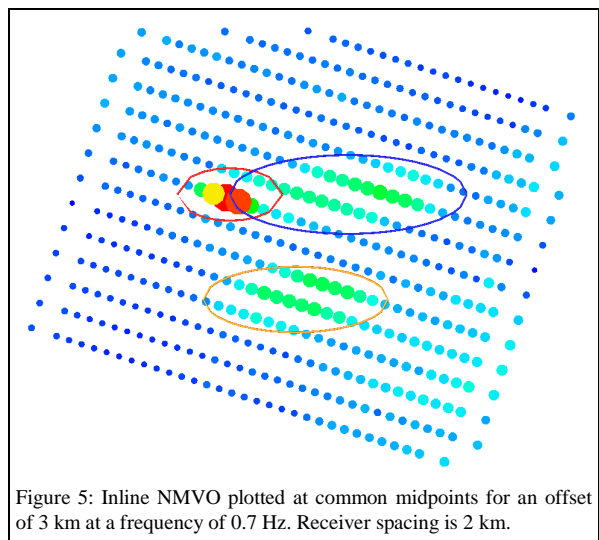 Figure 5: Inline NMVO plotted at common midpoints for an offset
of 3 km at a frequency of 0.7 Hz. Receiver spacing is 2 km.